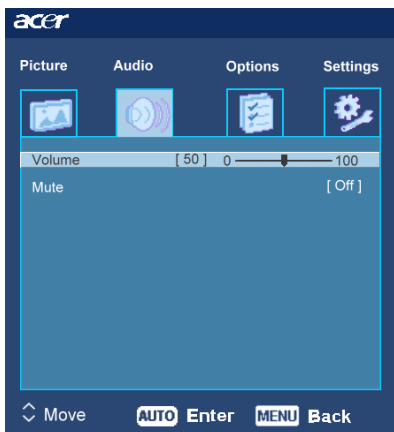 acer
Picture Audio Options Settings
Volume [ 50 ] 0 100
Mute [ Off ]
Move AUTO Enter MENU Back